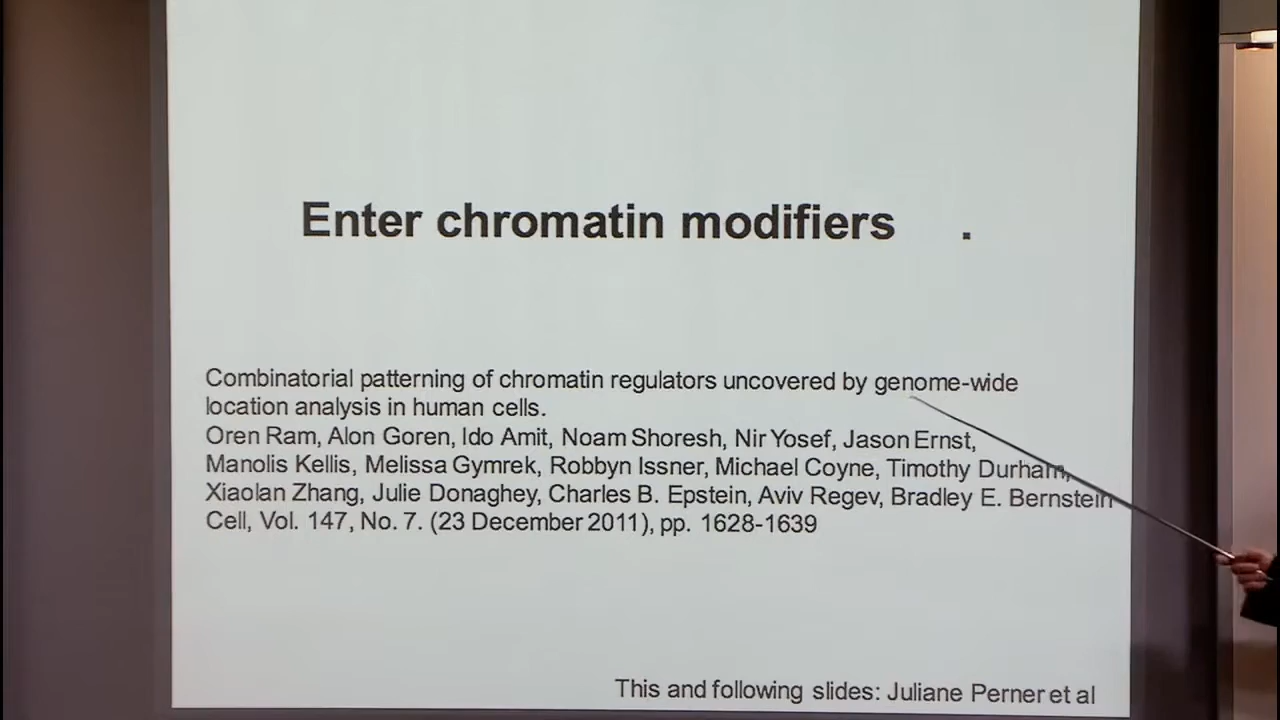 Enter chromatin modifiers .
Combinatorial patterning of chromatin regulators uncovered by genome-wide
location analysis in human cells.
Oren Ram, Alon Goren, Ido Amit, Noam Shoresh, Nir Yosef, Jason Ernst,
Manolis Kellis, Melissa Gymrek, Robbyn Issner, Michael Coyne, Timothy Durham,
Xiaolan Zhang, Julie Donaghey, Charles B. Epstein, Aviv Regev, Bradley E. Bernstein
Cell, Vol. 147, No. 7. (23 December 2011), pp. 1628-1639
This and following slides: Juliane Perner et al